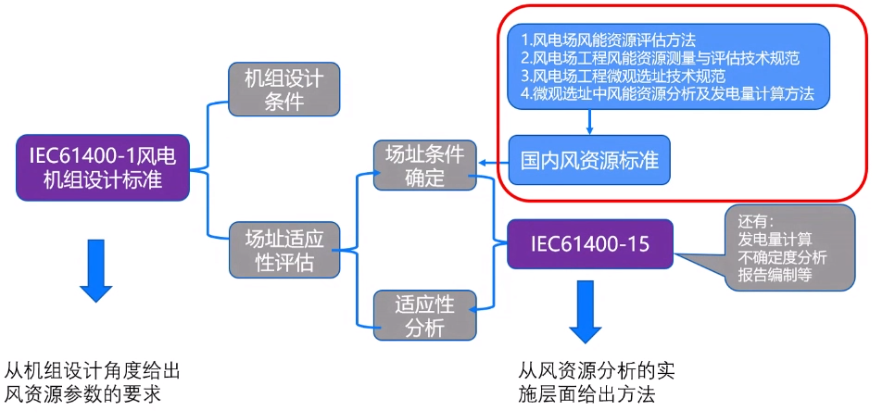 1.风电场风能资源评估方法
2.风电场工程风能资源测量与评估技术规范
3.风电场工程微观选址技术规范
4.微观选址中风能资源分析及发电量计算方法
机组设计
条件
IEC61400-1风电
机组设计标准
场址条件
确定
国内风资源标准
场址适应
性评估
IEC61400-15
还有：
发电量计算
不确定度分析
报告编制等
适应性
分析
从机组设计角度给出
风资源参数的要求
从风资源分析的实
施层面给出方法